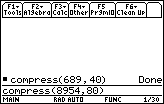 F1▾ F2▾ F3▾ F4▾ F5 F6▾
Tools Algebra Calc Other PrgmIO Clean Up
▪ compress(689,40) Done
compress(8954,80)
MAIN RAD AUTO FUNC 1/30